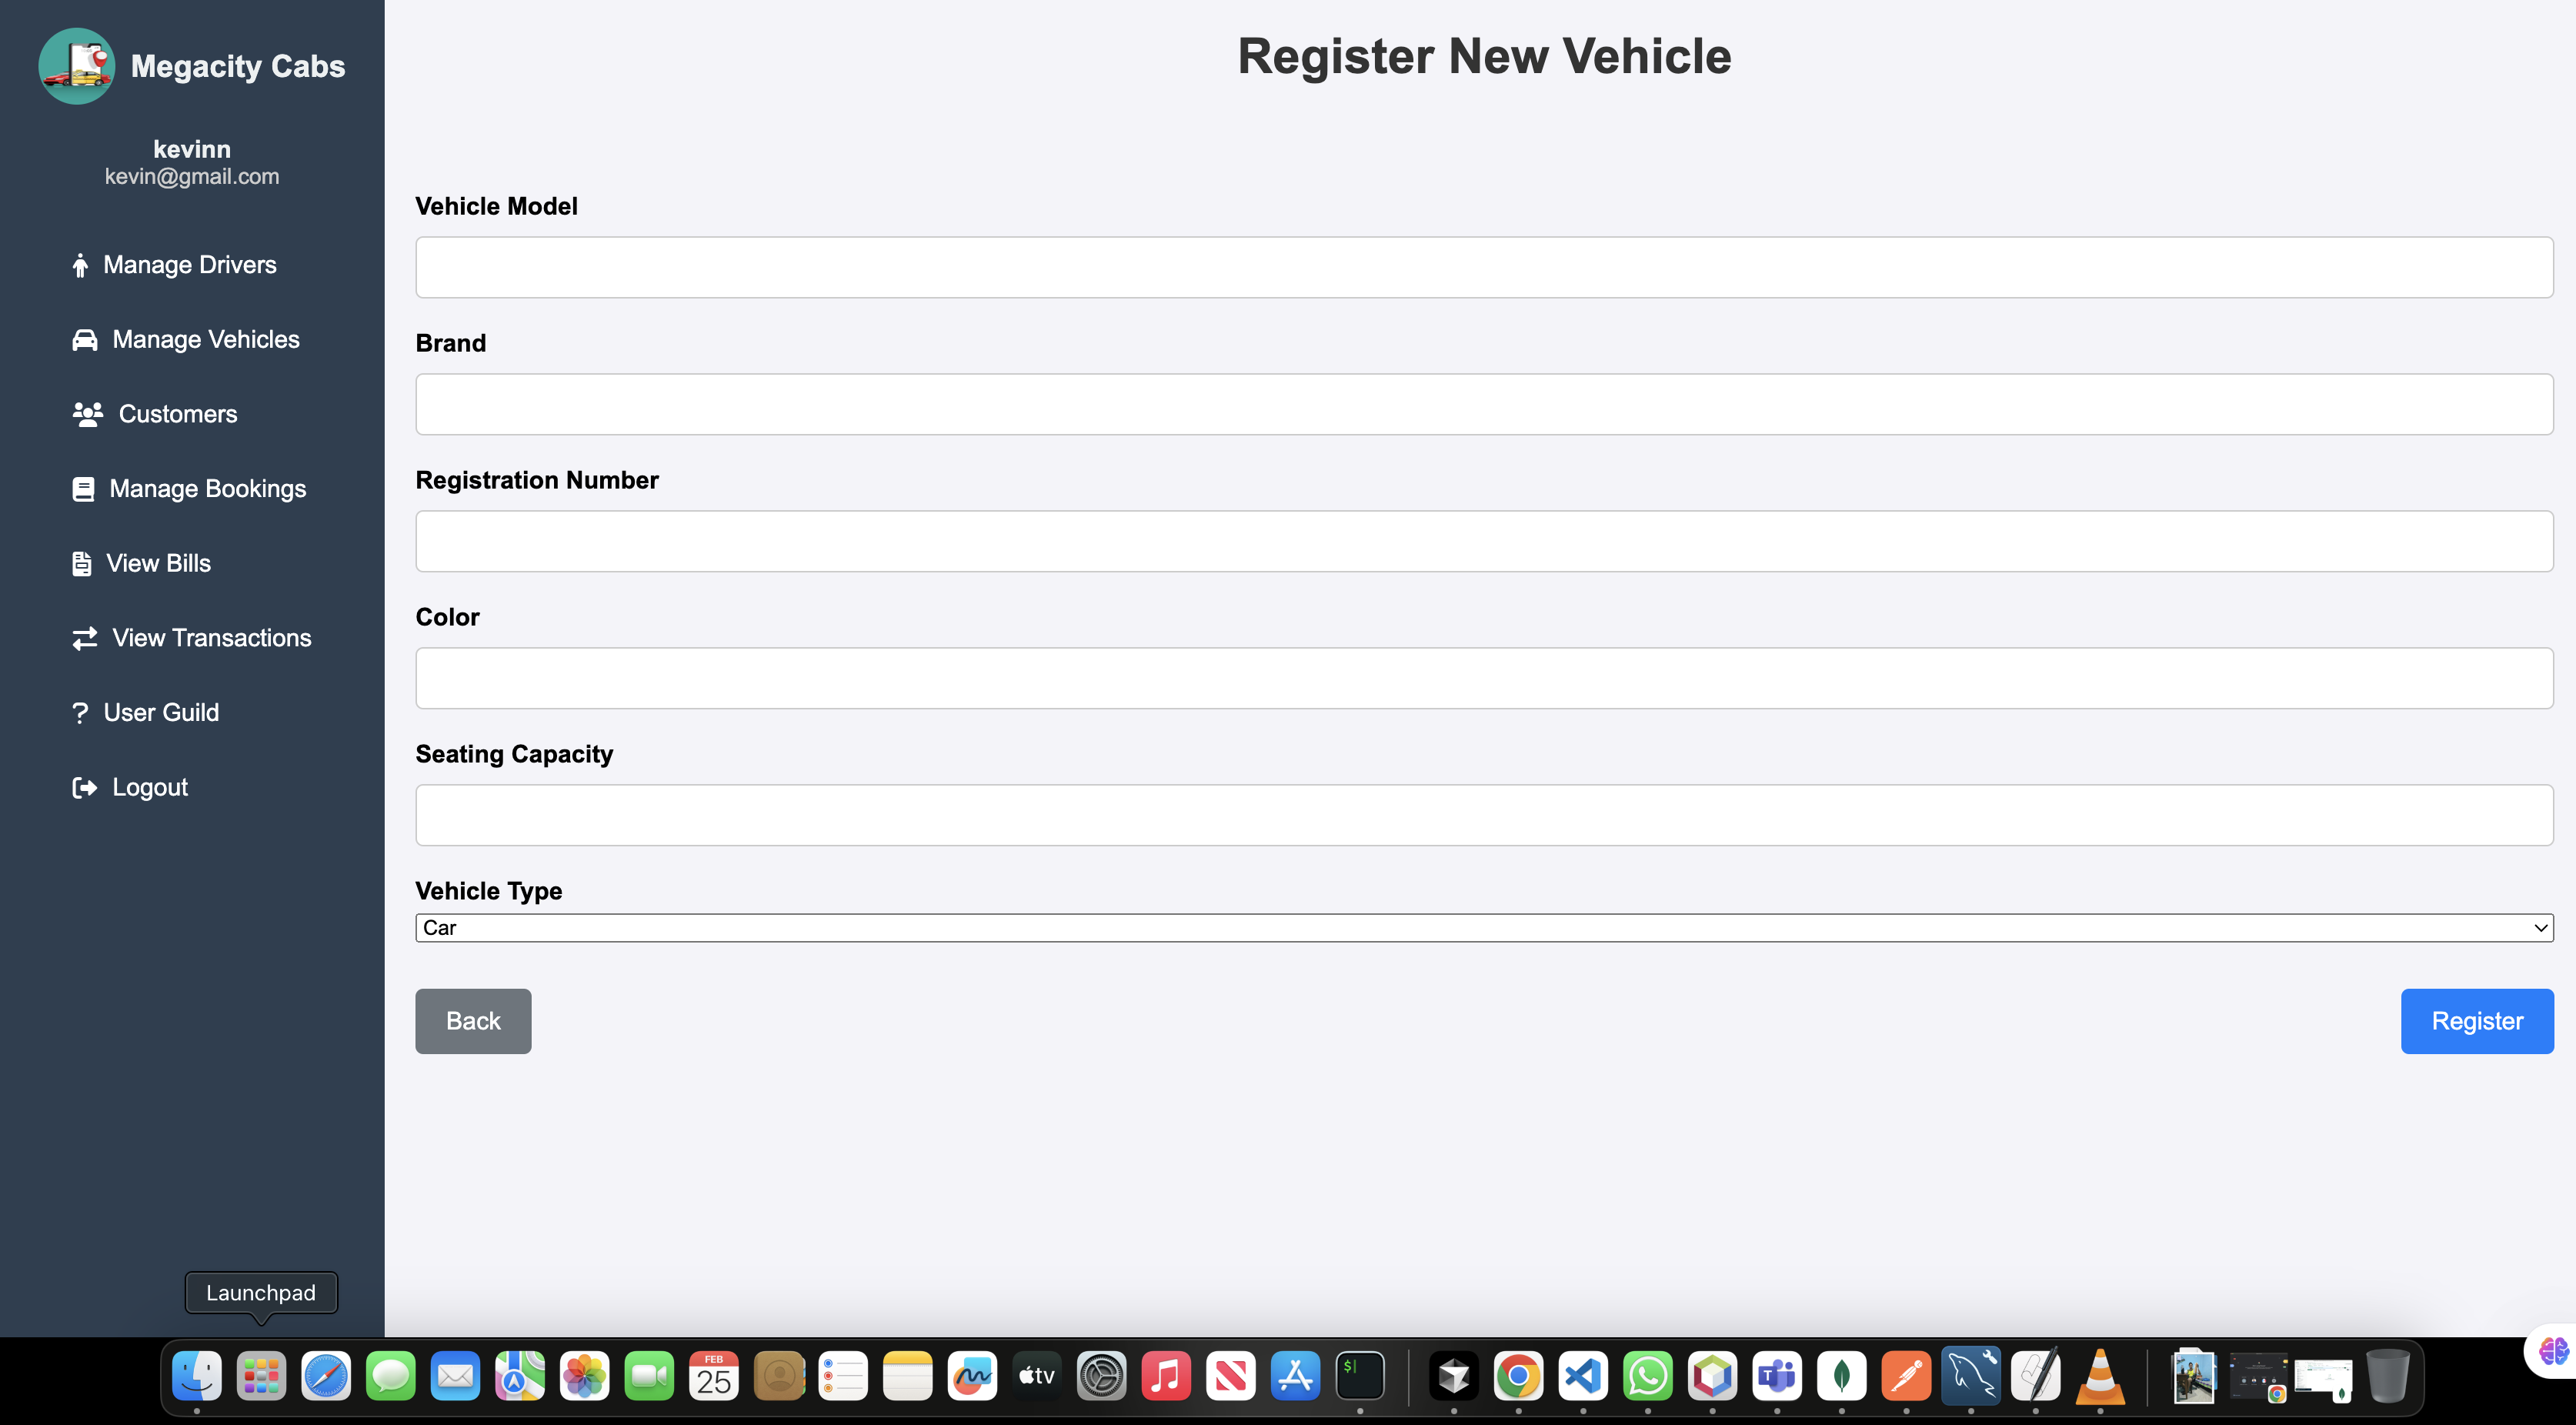 Megacity Cabs
kevinn
kevin@gmail.com
Manage Drivers
Manage Vehicles
Customers
Manage Bookings
View Bills
View Transactions
? User Guild
Logout
Register New Vehicle
Vehicle Model
Brand
Registration Number
Color
Seating Capacity
Vehicle Type
Car
Back
Register
Launchpad
FEB
25
tv
$